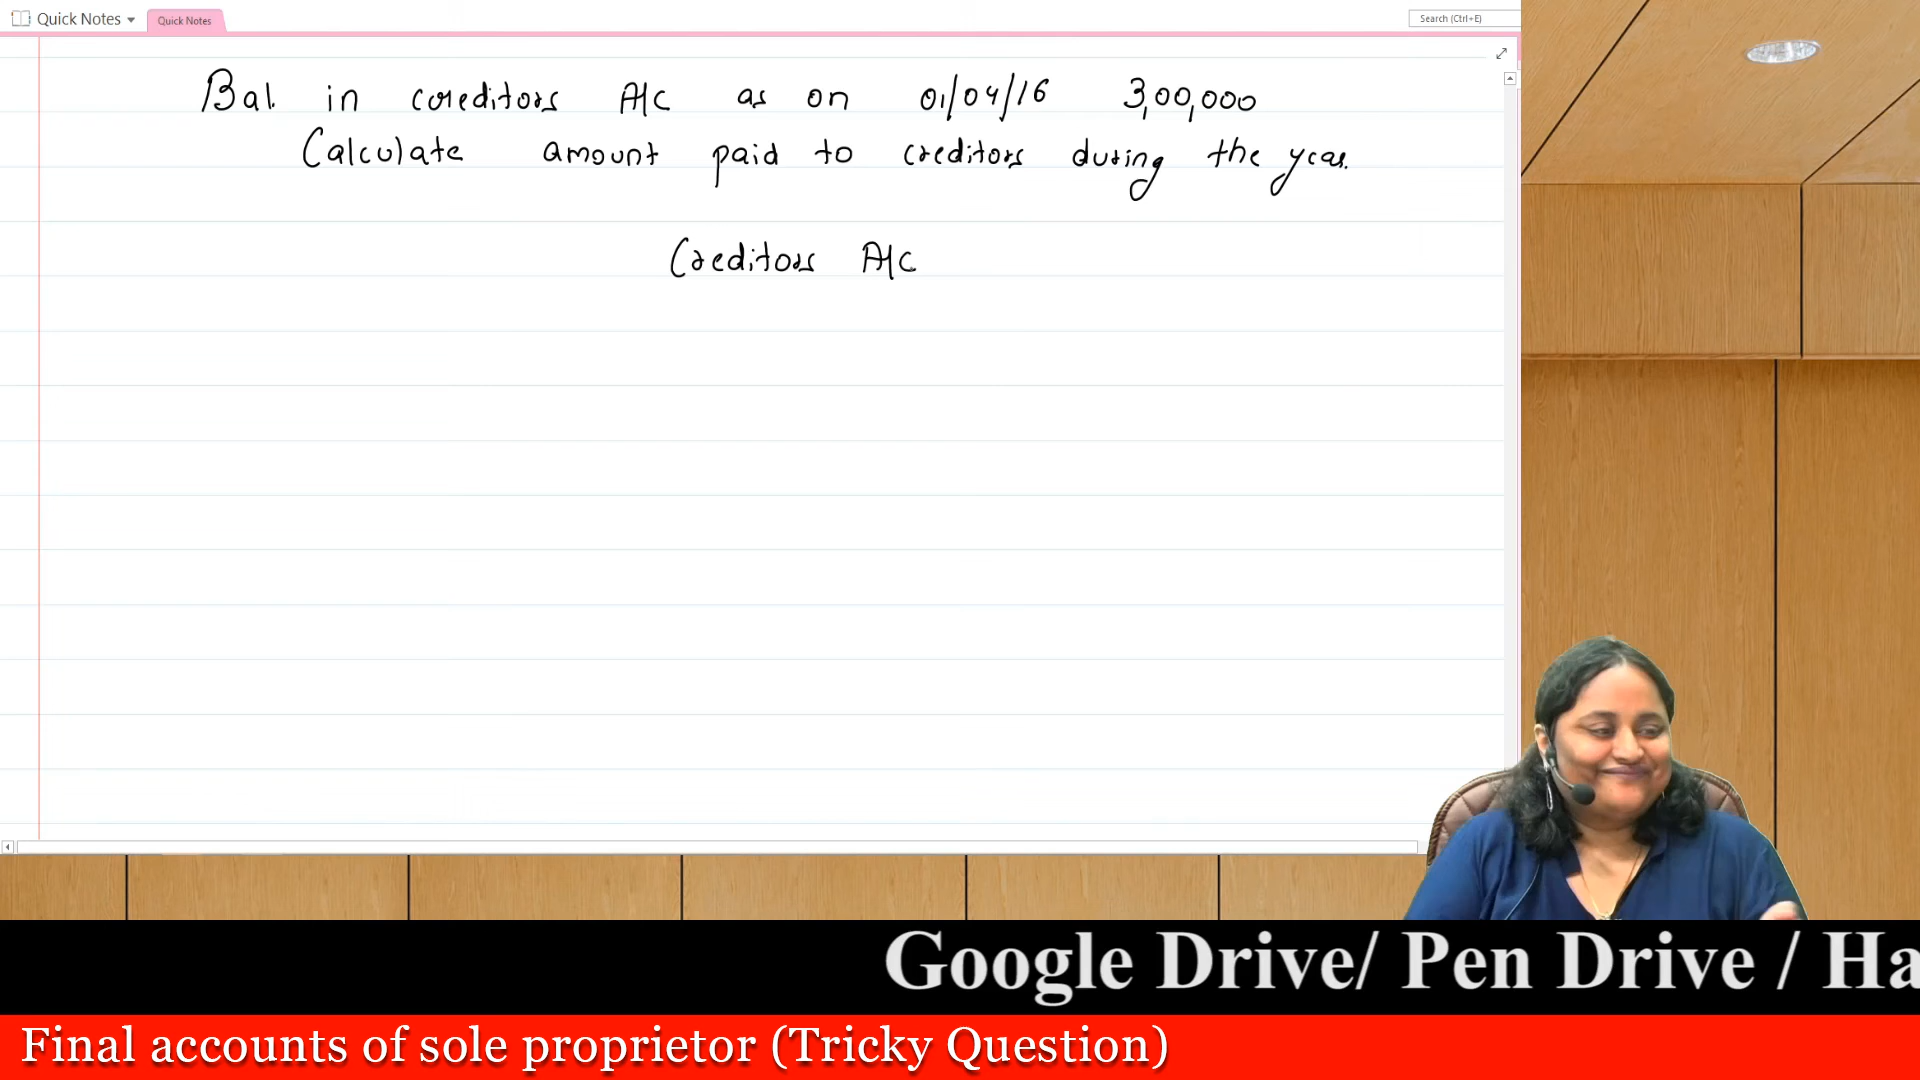 Quick Notes
Quick Notes
Search (Ctrl+E)
Bal. in creditors A/c as on 01/04/16 3,00,000
Calculate amount paid to creditors during the year.
Creditors A/c
Google Drive/ Pen Drive / Ha
Final accounts of sole proprietor (Tricky Question)